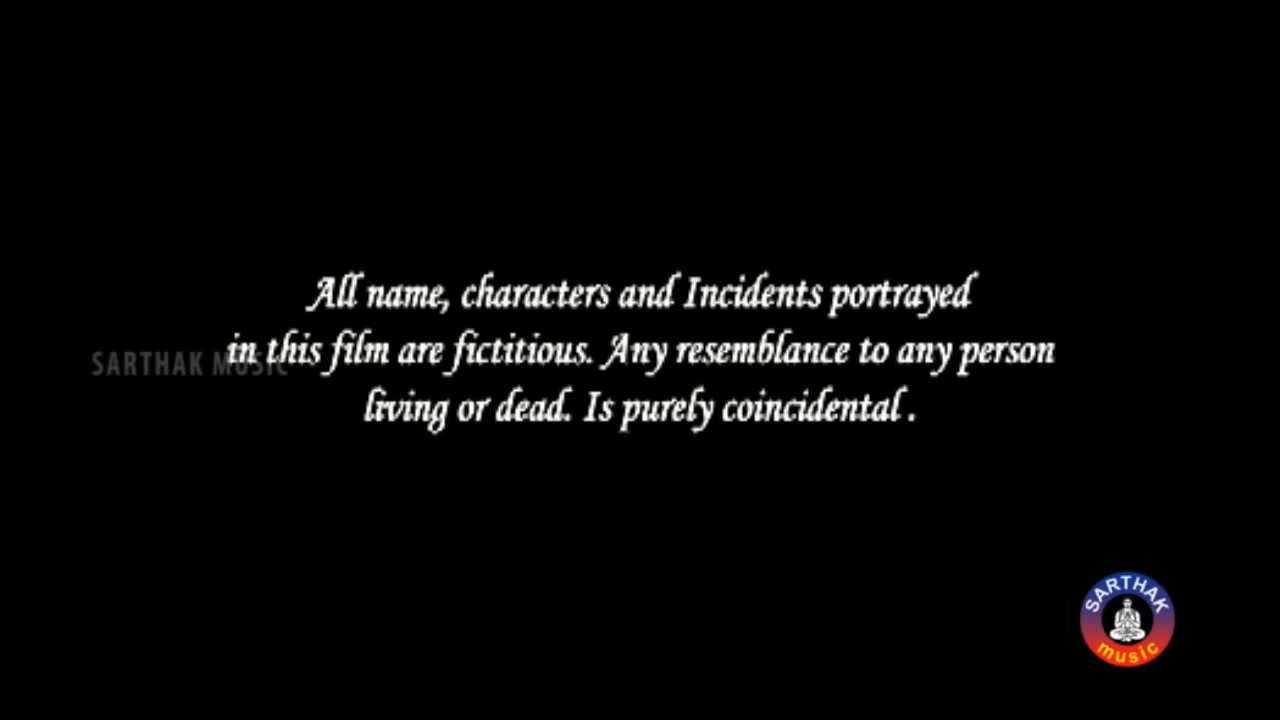 All name, characters and Incidents portrayed
in this film are fictitious. Any resemblance to any person
living or dead. Is purely coincidental .
SARTHAK MUSIC
SARTHAK
music